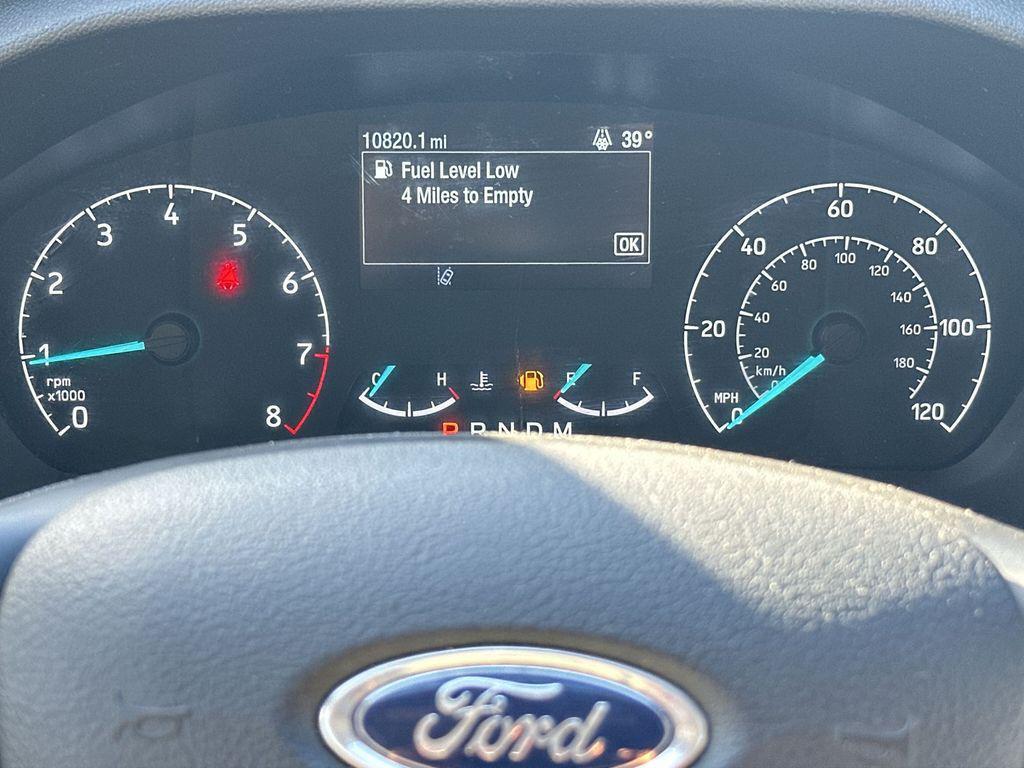 10820.1 mi 39°
Fuel Level Low
4 Miles to Empty
OK
0 1 2 3 4 5 6 7 8
rpm
x1000
C H
E F
P R N D M
0 20 40 60 80 100 120
MPH
0 20 40 60 80 100 120 140 160 180
km/h
Ford